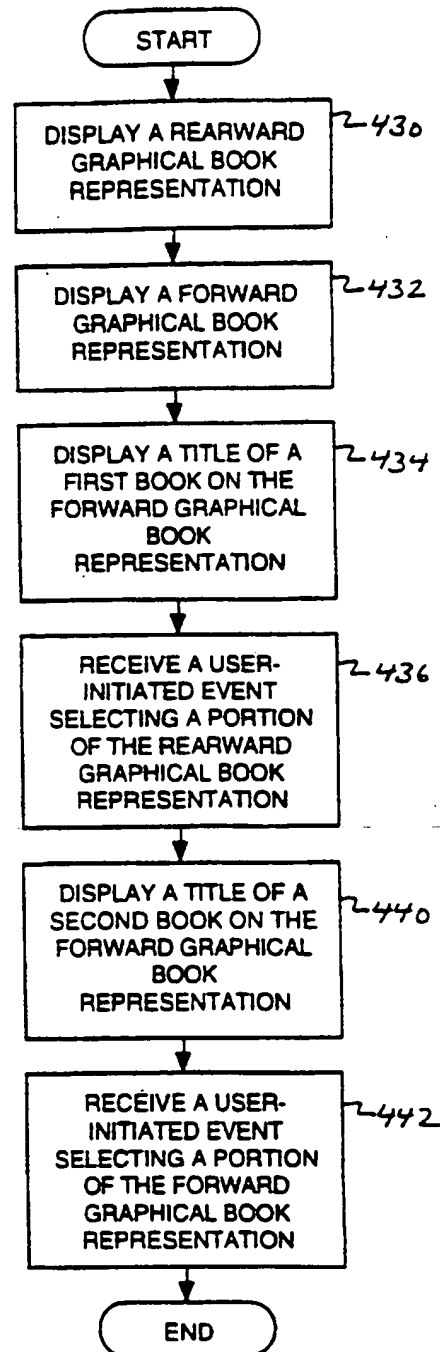 START
DISPLAY A REARWARD
GRAPHICAL BOOK
REPRESENTATION
430
DISPLAY A FORWARD
GRAPHICAL BOOK
REPRESENTATION
432
DISPLAY A TITLE OF A
FIRST BOOK ON THE
FORWARD GRAPHICAL
BOOK
REPRESENTATION
434
RECEIVE A USER-
INITIATED EVENT
SELECTING A PORTION
OF THE REARWARD
GRAPHICAL BOOK
REPRESENTATION
436
DISPLAY A TITLE OF A
SECOND BOOK ON THE
FORWARD GRAPHICAL
BOOK
REPRESENTATION
440
RECEIVE A USER-
INITIATED EVENT
SELECTING A PORTION
OF THE FORWARD
GRAPHICAL BOOK
REPRESENTATION
442
END